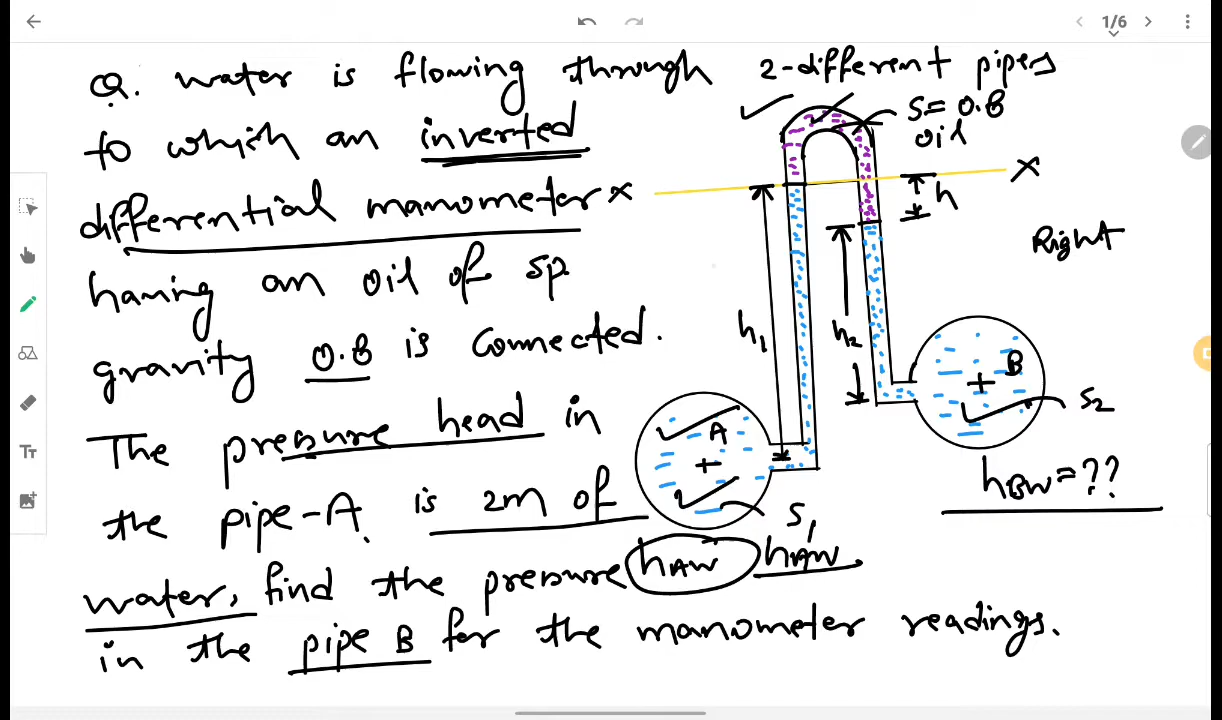 1/6
Q. water is flowing through 2-different pipes
to which an inverted
differential manometer
having an oil of sp
gravity 0.8 is connected.
The pressure head in
the pipe-A. is 2m of
water, find the pressure
in the pipe B for the manometer readings.
S=0.8
oil
X
X
h
Right
h1
h2
A
B
S1
S2
hAW
hAW
hBW=??
Tт